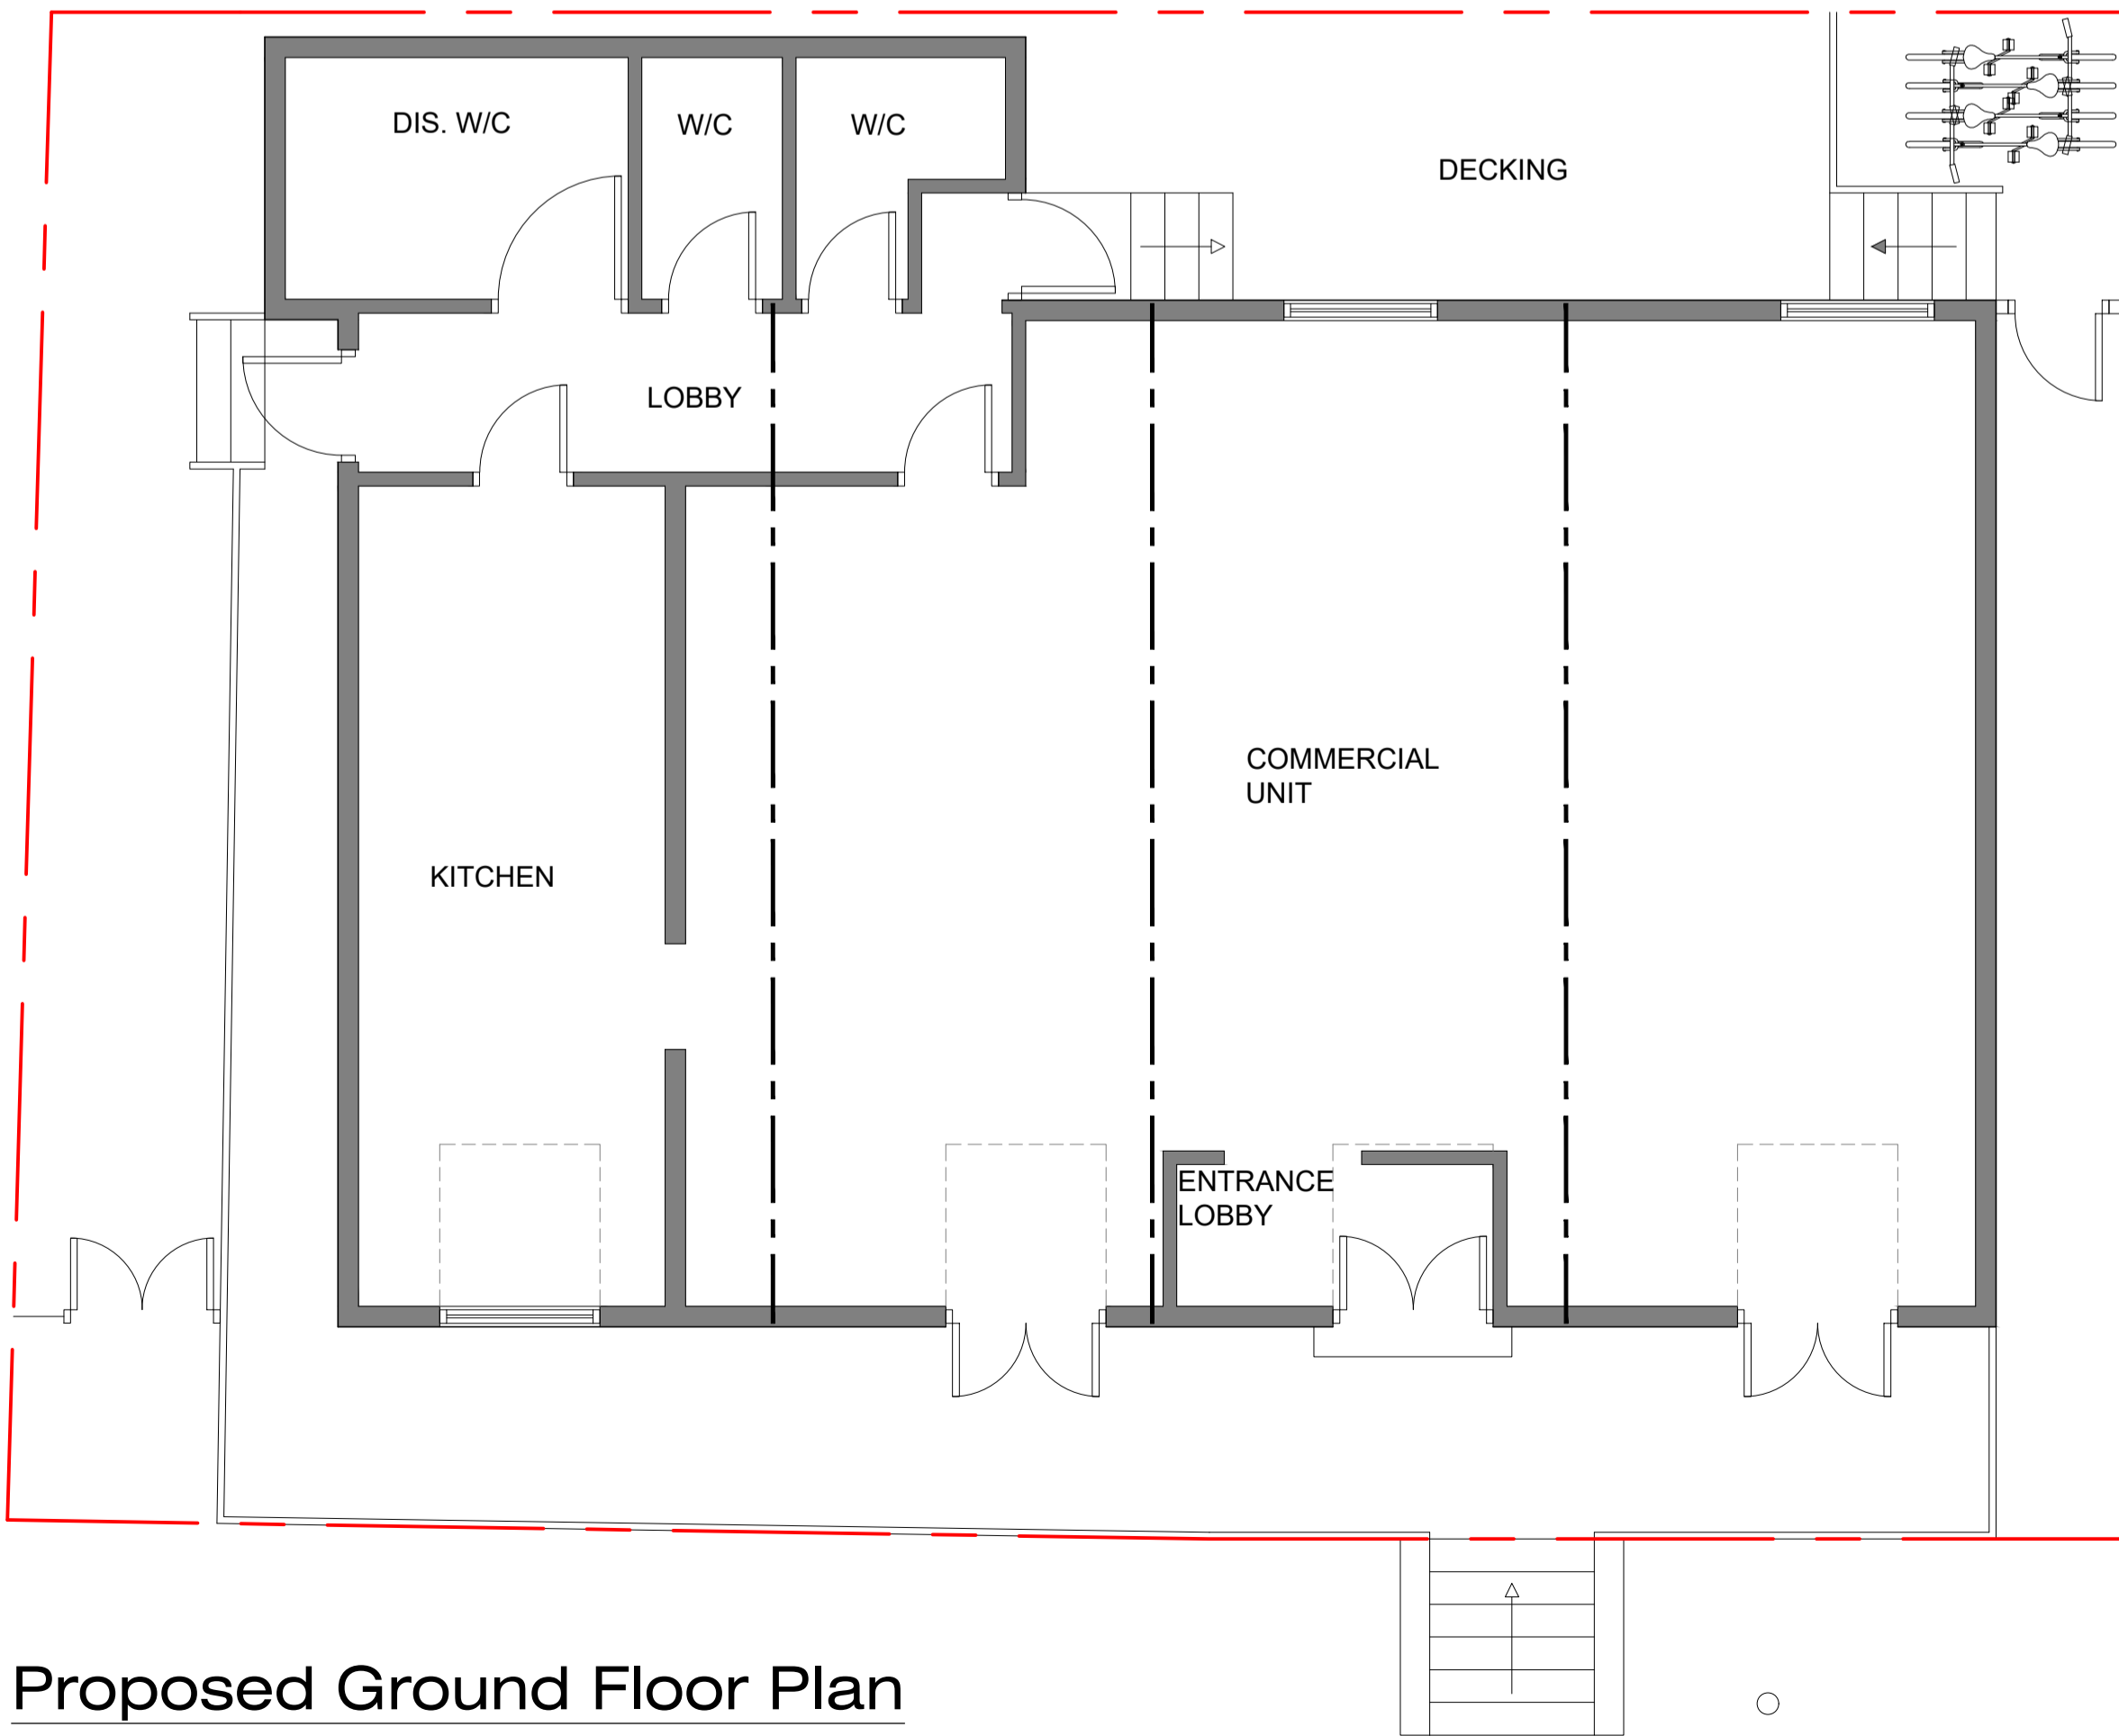 DIS. W/C
W/C
W/C
DECKING
LOBBY
COMMERCIAL
UNIT
KITCHEN
ENTRANCE
LOBBY
Proposed Ground Floor Plan